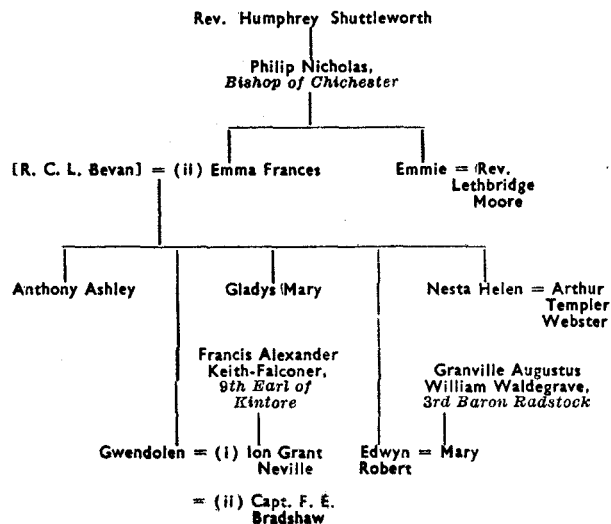 Rev. Humphrey Shuttleworth
Philip Nicholas,
Bishop of Chichester
[R. C. L. Bevan] = (ii) Emma Frances
Emmie = Rev.
Lethbridge
Moore
Anthony Ashley
Gladys Mary
Nesta Helen = Arthur
Templer
Webster
Francis Alexander
Keith-Falconer,
9th Earl of
Kintore
Granville Augustus
William Waldegrave,
3rd Baron Radstock
Gwendolen = (i) Ion Grant
Neville
Edwyn = Mary
Robert
= (ii) Capt. F. E.
Bradshaw